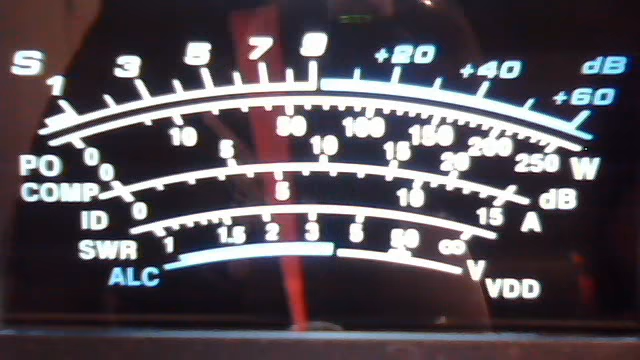 S 1 3 5 7 9 +20 +40 +60 dB
PO 0 10 50 100 150 200 250 W
COMP 0 5 10 15 20 dB
ID 0 5 10 15 A
SWR 1 1.5 2 3 5 50 ∞
ALC V VDD